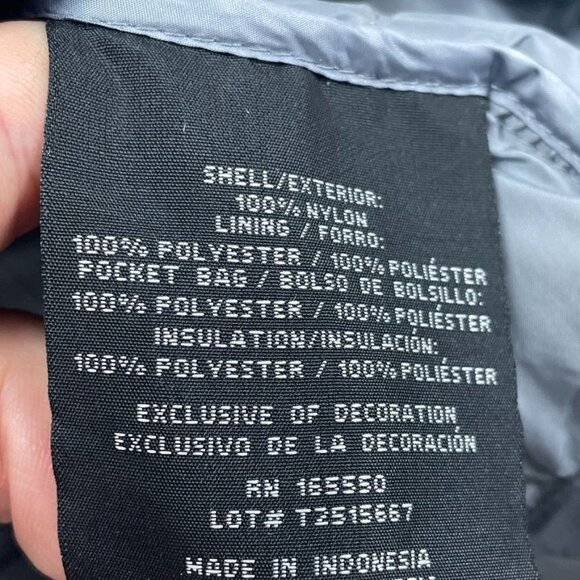 SHELL/EXTERIOR:
100% NYLON
LINING / FORRO:
100% POLYESTER / 100% POLIÉSTER
POCKET BAG / BOLSO DE BOLSILLO:
100% POLYESTER / 100% POLIÉSTER
INSULATION/INSULACIÓN:
100% POLYESTER / 100% POLIÉSTER
EXCLUSIVE OF DECORATION
EXCLUSIVO DE LA DECORACIÓN
RN 165550
LOT# T2515667
MADE IN INDONESIA